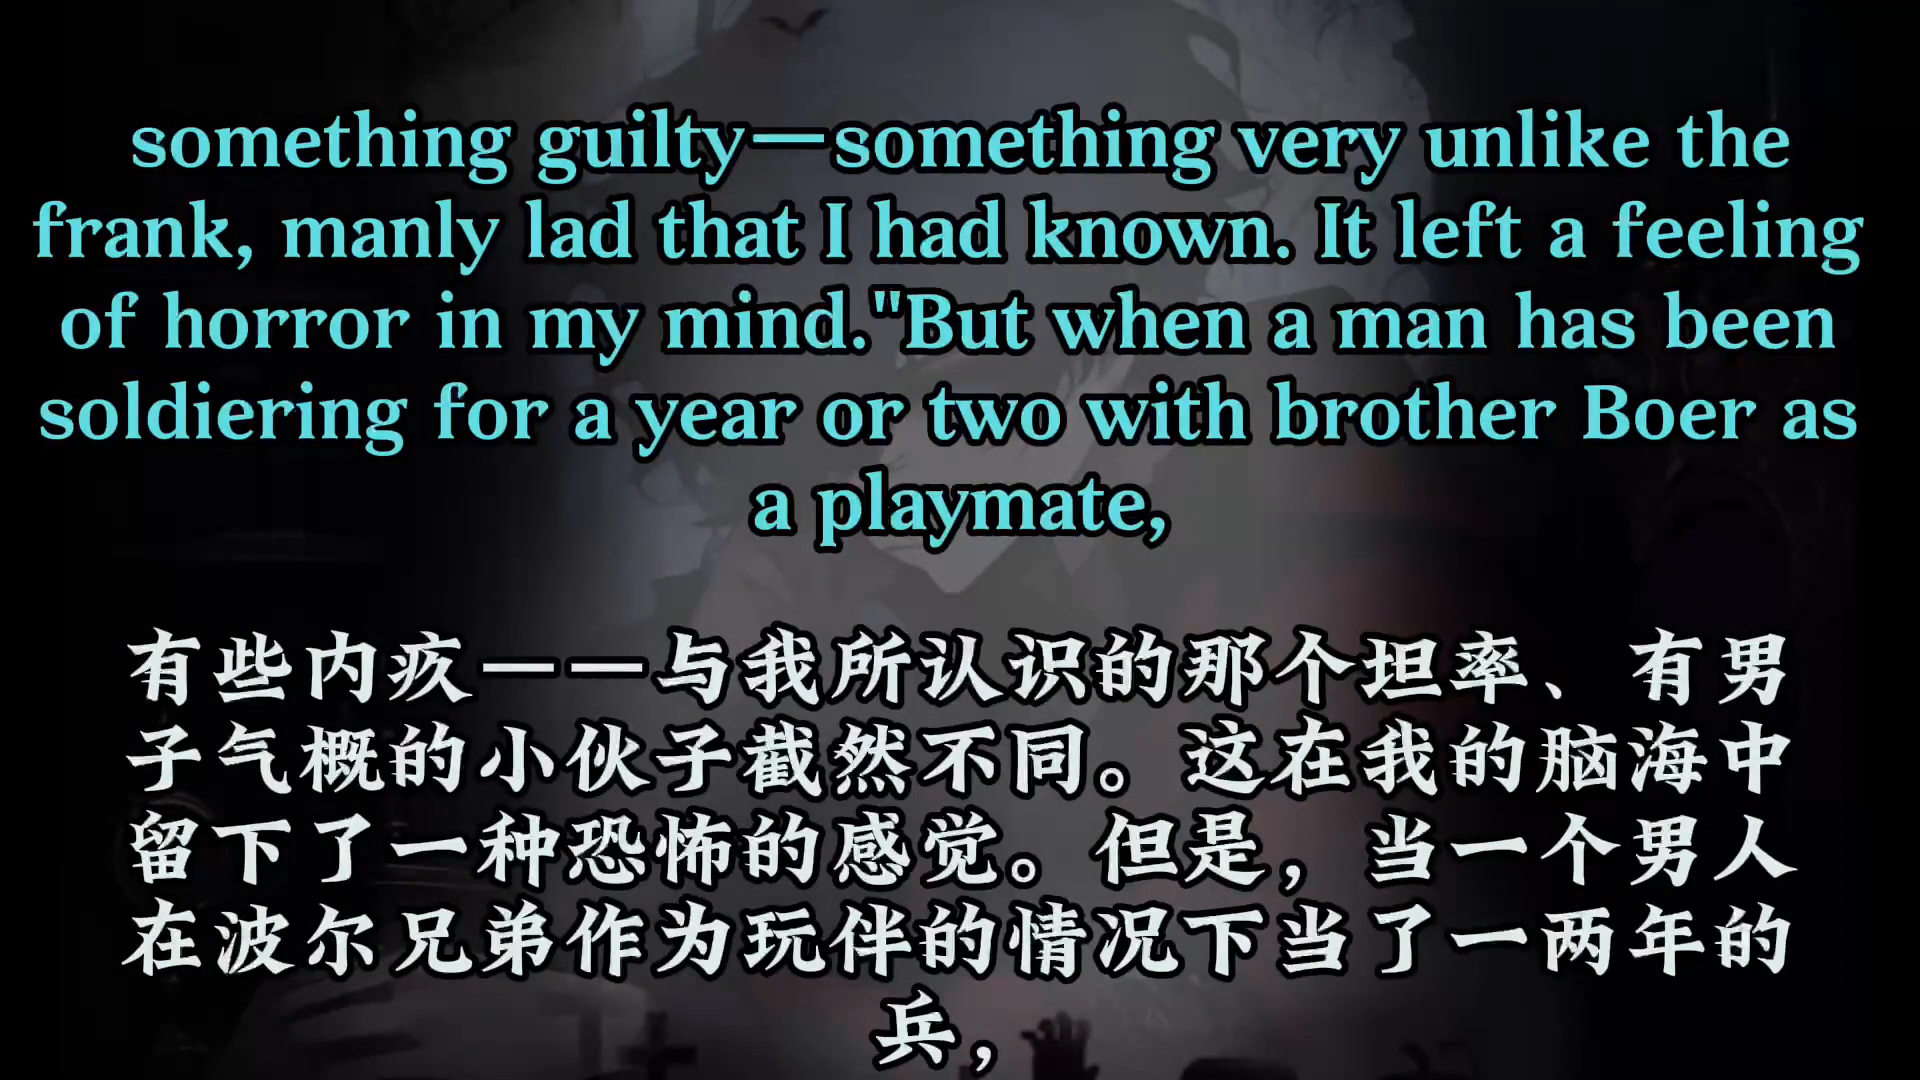 something guilty—something very unlike the
frank, manly lad that I had known. It left a feeling
of horror in my mind."But when a man has been
soldiering for a year or two with brother Boer as
a playmate,
有些内疚——与我所认识的那个坦率、有男
子气概的小伙子截然不同。这在我的脑海中
留下了一种恐怖的感觉。但是，当一个男人
在波尔兄弟作为玩伴的情况下当了一两年的
兵，